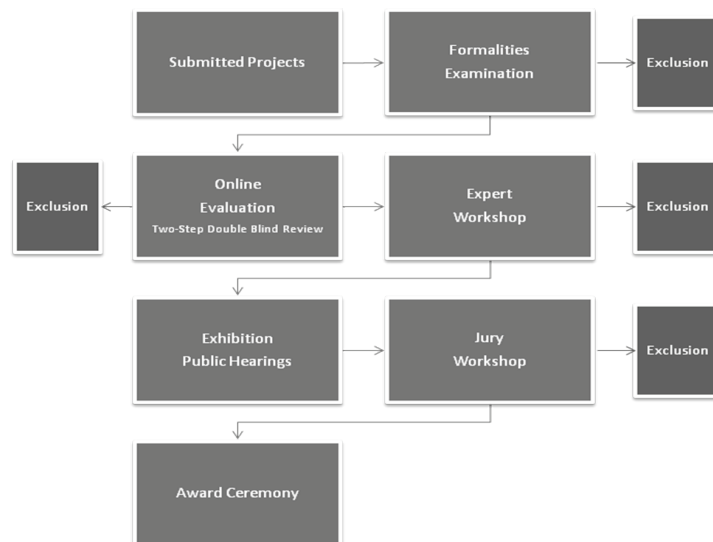 Submitted Projects
Formalities
Examination
Exclusion
Exclusion
Online
Evaluation
Two-Step Double Blind Review
Expert
Workshop
Exclusion
Exhibition
Public Hearings
Jury
Workshop
Exclusion
Award Ceremony